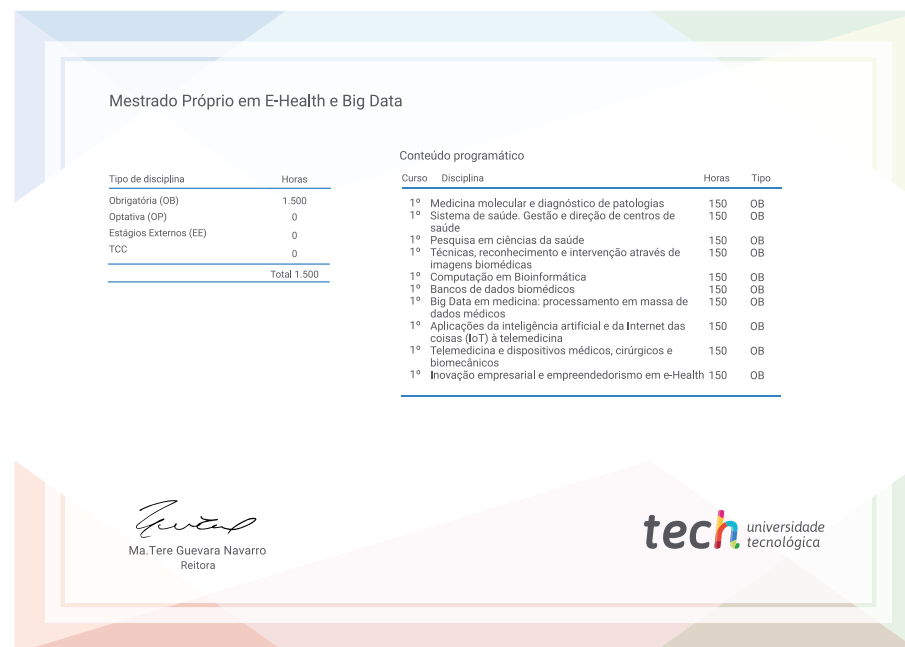 Mestrado Próprio em E-Health e Big Data
Tipo de disciplina Horas
Obrigatória (OB) 1.500
Optativa (OP) 0
Estágios Externos (EE) 0
TCC 0
Total 1.500
Conteúdo programático
Curso Disciplina Horas Tipo
1º Medicina molecular e diagnóstico de patologias 150 OB
1º Sistema de saúde. Gestão e direção de centros de 150 OB
saúde
1º Pesquisa em ciências da saúde 150 OB
1º Técnicas, reconhecimento e intervenção através de 150 OB
imagens biomédicas
1º Computação em Bioinformática 150 OB
1º Bancos de dados biomédicos 150 OB
1º Big Data em medicina: processamento em massa de 150 OB
dados médicos
1º Aplicações da inteligência artificial e da Internet das 150 OB
coisas (IoT) à telemedicina
1º Telemedicina e dispositivos médicos, cirúrgicos e 150 OB
biomecânicos
1º Inovação empresarial e empreendedorismo em e-Health 150 OB
Ma.Tere Guevara Navarro
Reitora
tech universidade
tecnológica